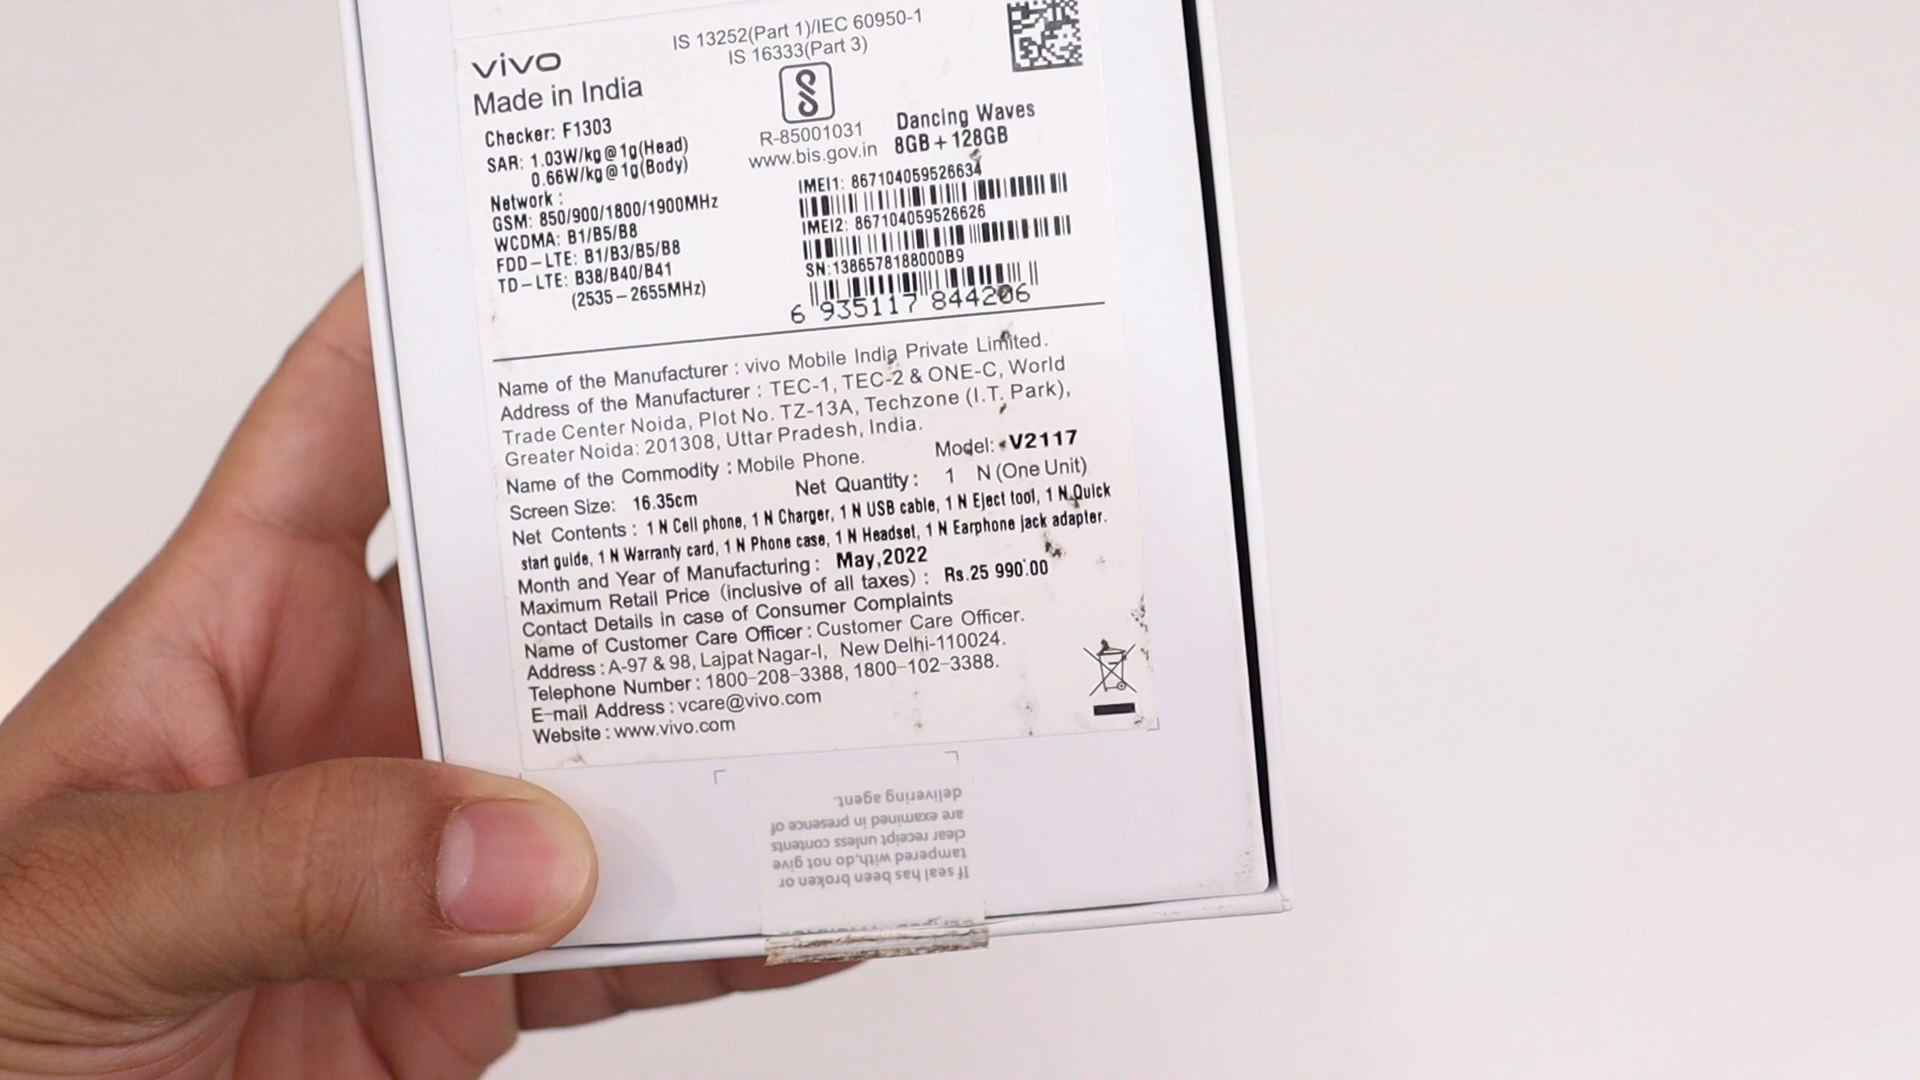 vivo
Made in India
IS 13252(Part 1)/IEC 60950-1
IS 16333(Part 3)
R-85001031
www.bis.gov.in
Dancing Waves
8GB+128GB
Checker: F1303
SAR: 1.03W/kg@1g(Head)
0.66W/kg@1g(Body)
Network :
GSM: 850/900/1800/1900MHz
WCDMA: B1/B5/B8
FDD-LTE: B1/B3/B5/B8
TD-LTE: B38/B40/B41
(2535-2655MHz)
IMEI1: 867104059526634
IMEI2: 867104059526626
SN:1386578188000B9
6 935117 844206
Name of the Manufacturer : vivo Mobile India Private Limited.
Address of the Manufacturer : TEC-1, TEC-2 & ONE-C, World
Trade Center Noida, Plot No. TZ-13A, Techzone (I.T. Park),
Greater Noida: 201308, Uttar Pradesh, India.
Name of the Commodity : Mobile Phone. Model: V2117
Screen Size: 16.35cm Net Quantity: 1 N (One Unit)
Net Contents : 1 N Cell phone, 1 N Charger, 1 N USB cable, 1 N Eject tool, 1 N Quick
start guide, 1 N Warranty card, 1 N Phone case, 1 N Headset, 1 N Earphone jack adapter.
Month and Year of Manufacturing : May,2022
Maximum Retail Price (inclusive of all taxes) : Rs.25 990.00
Contact Details in case of Consumer Complaints
Name of Customer Care Officer : Customer Care Officer.
Address : A-97 & 98, Lajpat Nagar-I, New Delhi-110024.
Telephone Number : 1800-208-3388, 1800-102-3388.
E-mail Address : vcare@vivo.com
Website : www.vivo.com
If seal has been broken or
tampered with,do not give
clear receipt unless contents
are examined in presence of
delivering agent.